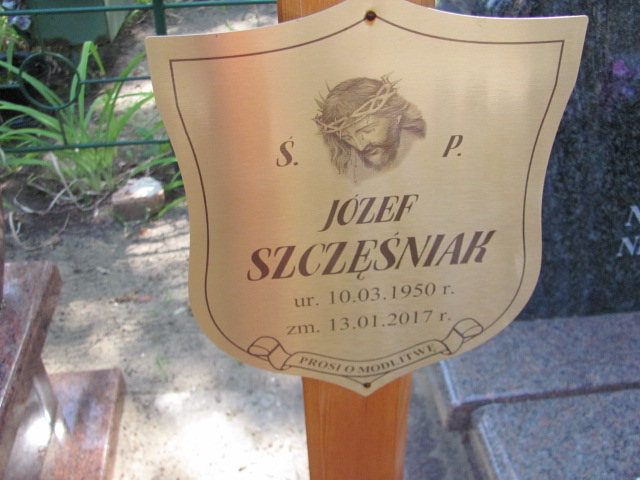 Ś. P.
JÓZEF
SZCZĘŚNIAK
ur. 10.03.1950 r.
zm. 13.01.2017 r.
PROSI O MODLITWĘ